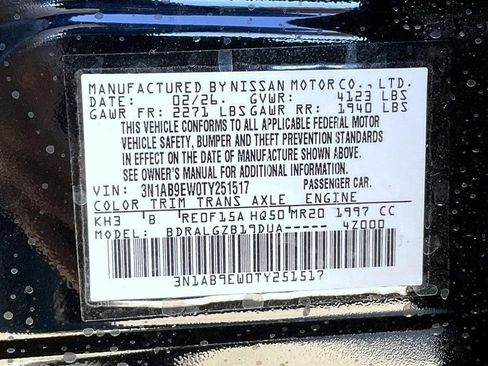 MANUFACTURED BY NISSAN MOTOR CO., LTD.
DATE: 02/26 GVWR: 4123 LBS
GAWR FR: 2271 LBS GAWR RR: 1940 LBS
THIS VEHICLE CONFORMS TO ALL APPLICABLE FEDERAL MOTOR
VEHICLE SAFETY, BUMPER AND THEFT PREVENTION STANDARDS
IN EFFECT ON THE DATE OF MANUFACTURE SHOWN ABOVE.
SEE OWNER'S MANUAL FOR ADDITIONAL INFORMATION.
VIN: 3N1AB9EW0TY251517 PASSENGER CAR.
COLOR TRIM TRANS AXLE ENGINE
KH3 B RE0F15A HQ50 MR20 1997 CC
MODEL: BDRALGZB19DUA----- 4Z000
3N1AB9EW0TY251517